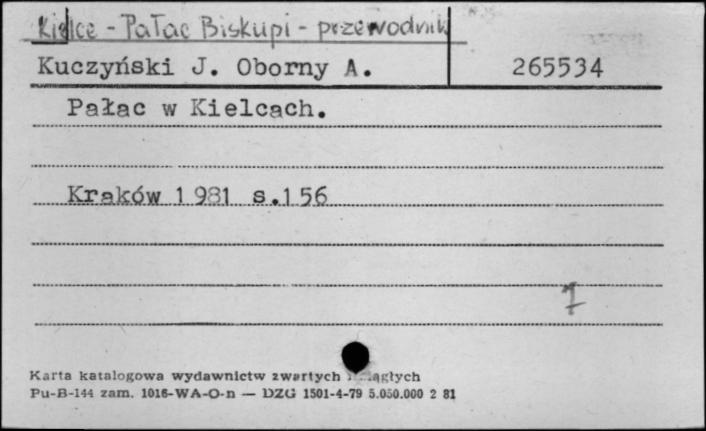 Kielce - Pałac Biskupi - przewodnik
Kuczyński J. Oborny A. 265534
Pałac w Kielcach.
Kraków 1981 s.156
Karta katalogowa wydawnictw zwartych
Pu-B-144 zam. 1016-WA-O-n — DZG 1501-4-79 5.050.000 2 81